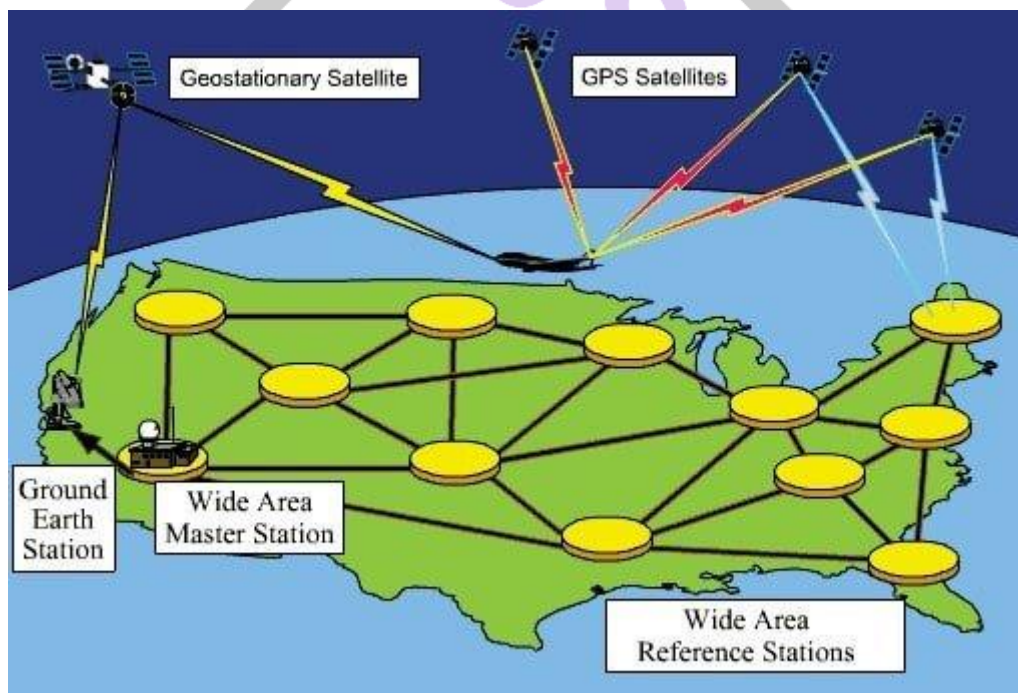 Geostationary Satellite
GPS Satellites
Ground
Earth
Station
Wide Area
Master Station
Wide Area
Reference Stations